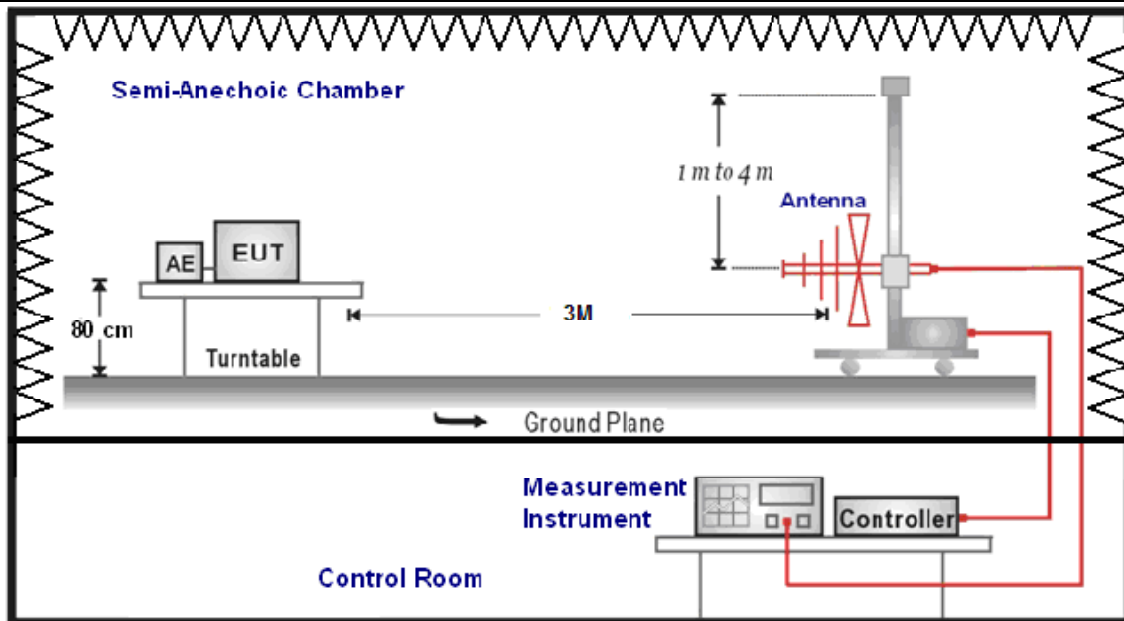 Semi-Anechoic Chamber
1 m to 4 m
Antenna
AE
EUT
80 cm
3M
Turntable
Ground Plane
Measurement
Instrument
Controller
Control Room